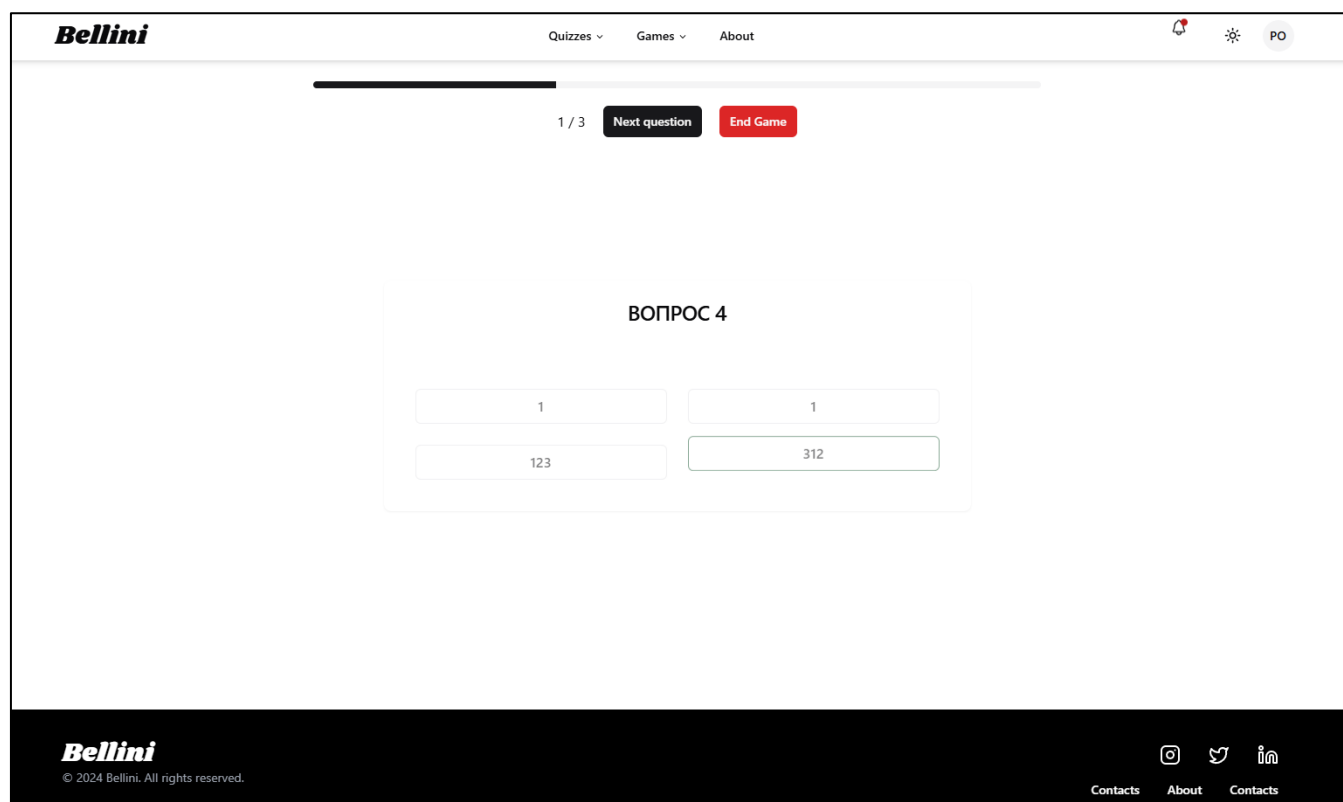 Bellini Quizzes Games About PO
1 / 3 Next question End Game
ВОПРОС 4
1 1
123 312
Bellini
© 2024 Bellini. All rights reserved.
Contacts About Contacts